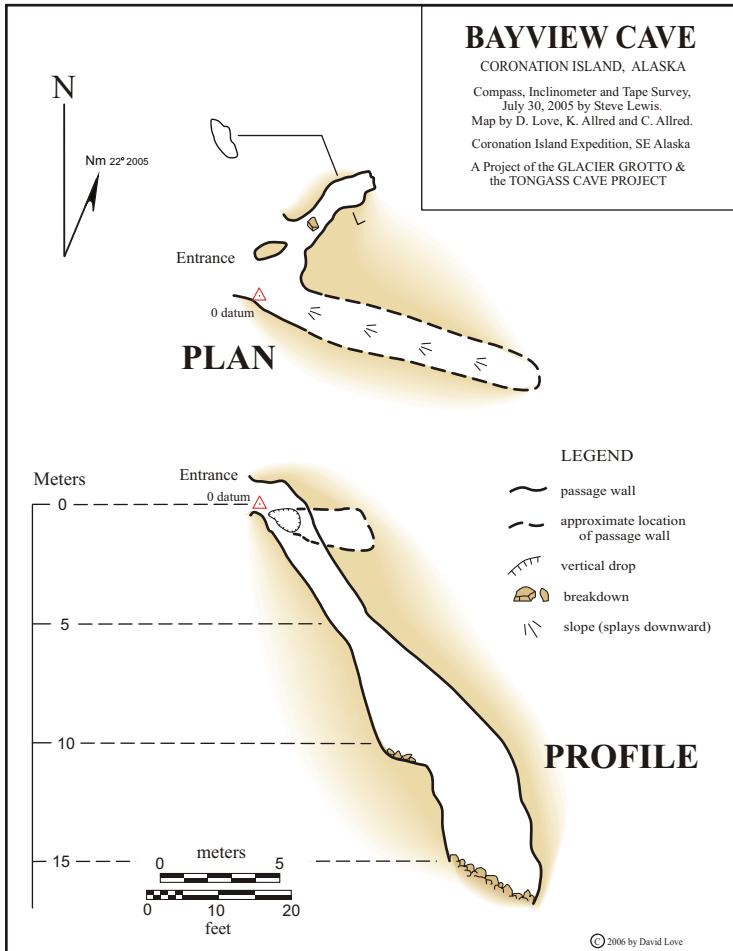 BAYVIEW CAVE
CORONATION ISLAND, ALASKA
Compass, Inclinometer and Tape Survey,
July 30, 2005 by Steve Lewis.
Map by D. Love, K. Allred and C. Allred.
Coronation Island Expedition, SE Alaska
A Project of the GLACIER GROTTO &
the TONGASS CAVE PROJECT
N
Nm 22° 2005
Entrance
0 datum
PLAN
Meters
Entrance
0 datum
0
5
10
15
LEGEND
passage wall
approximate location
of passage wall
vertical drop
breakdown
slope (splays downward)
PROFILE
meters
0 5
0 10 20
feet
© 2006 by David Love